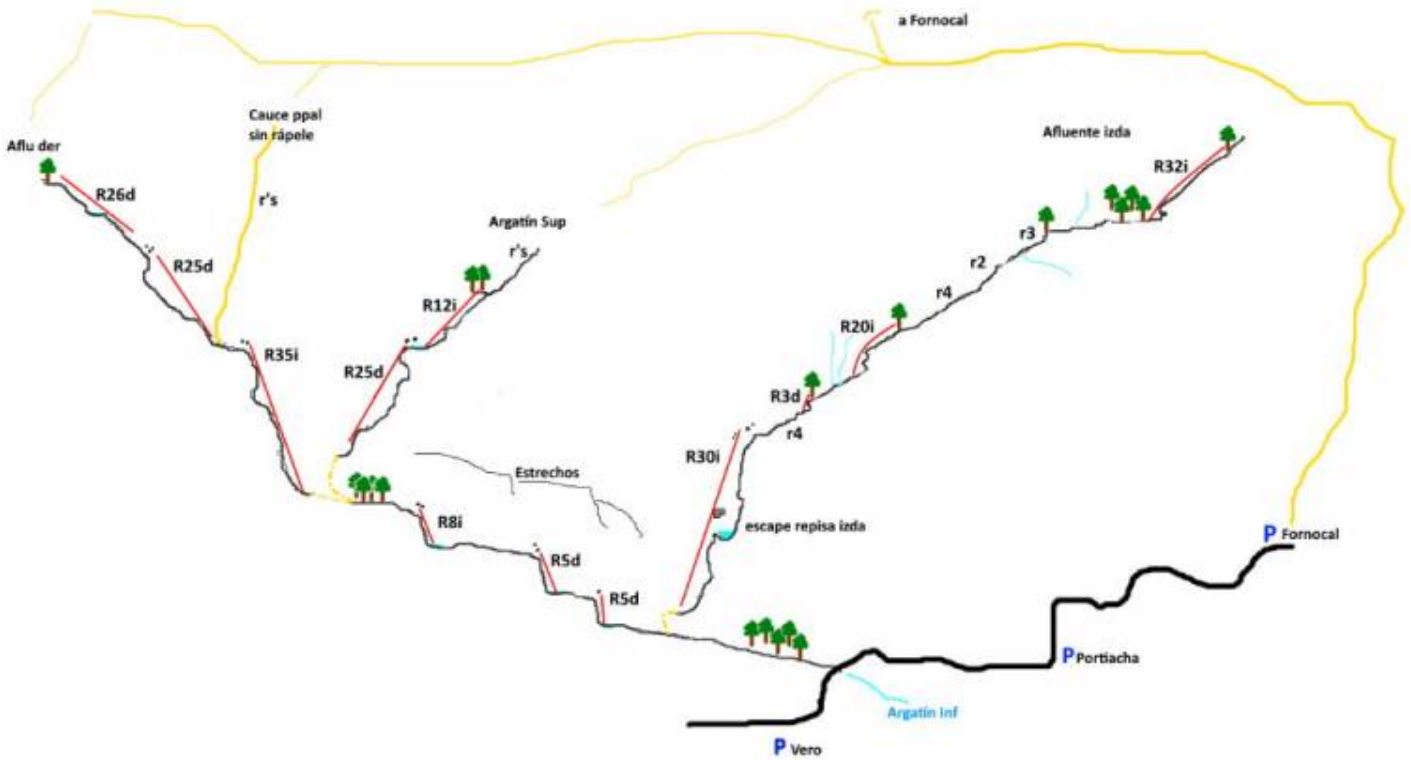 a Fornocal
Cauce ppal
sin rápele
Aflu der
Afluente izda
R32i
R26d
r's
Argatín Sup
r3
r's
r2
R25d
r4
R12i
R20i
R35i
R25d
R3d
r4
R30i
Estrechos
R8i
escape repisa izda
P Fornocal
R5d
R5d
P Portiacha
Argatín Inf
P Vero